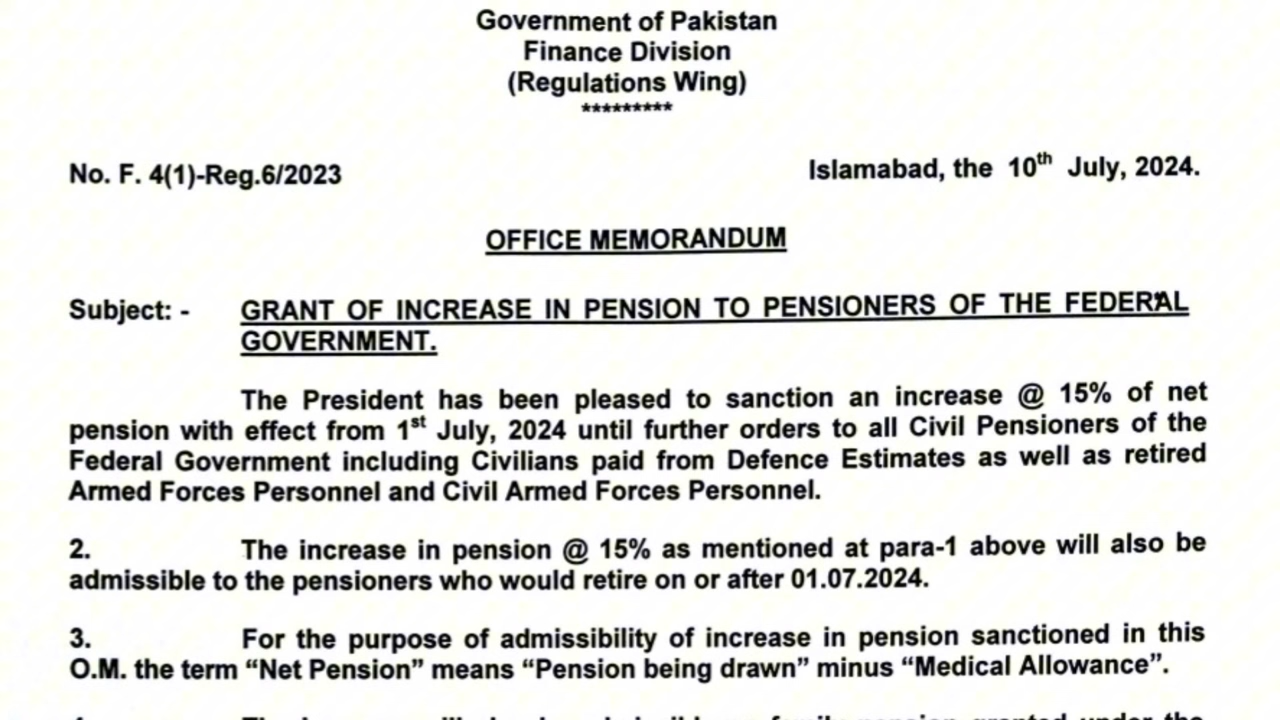 Government of Pakistan
Finance Division
(Regulations Wing)
*********
No. F. 4(1)-Reg.6/2023 Islamabad, the 10th July, 2024.
OFFICE MEMORANDUM
Subject: - GRANT OF INCREASE IN PENSION TO PENSIONERS OF THE FEDERAL
GOVERNMENT.
The President has been pleased to sanction an increase @ 15% of net
pension with effect from 1st July, 2024 until further orders to all Civil Pensioners of the
Federal Government including Civilians paid from Defence Estimates as well as retired
Armed Forces Personnel and Civil Armed Forces Personnel.
2. The increase in pension @ 15% as mentioned at para-1 above will also be
admissible to the pensioners who would retire on or after 01.07.2024.
3. For the purpose of admissibility of increase in pension sanctioned in this
O.M. the term “Net Pension” means “Pension being drawn” minus “Medical Allowance”.